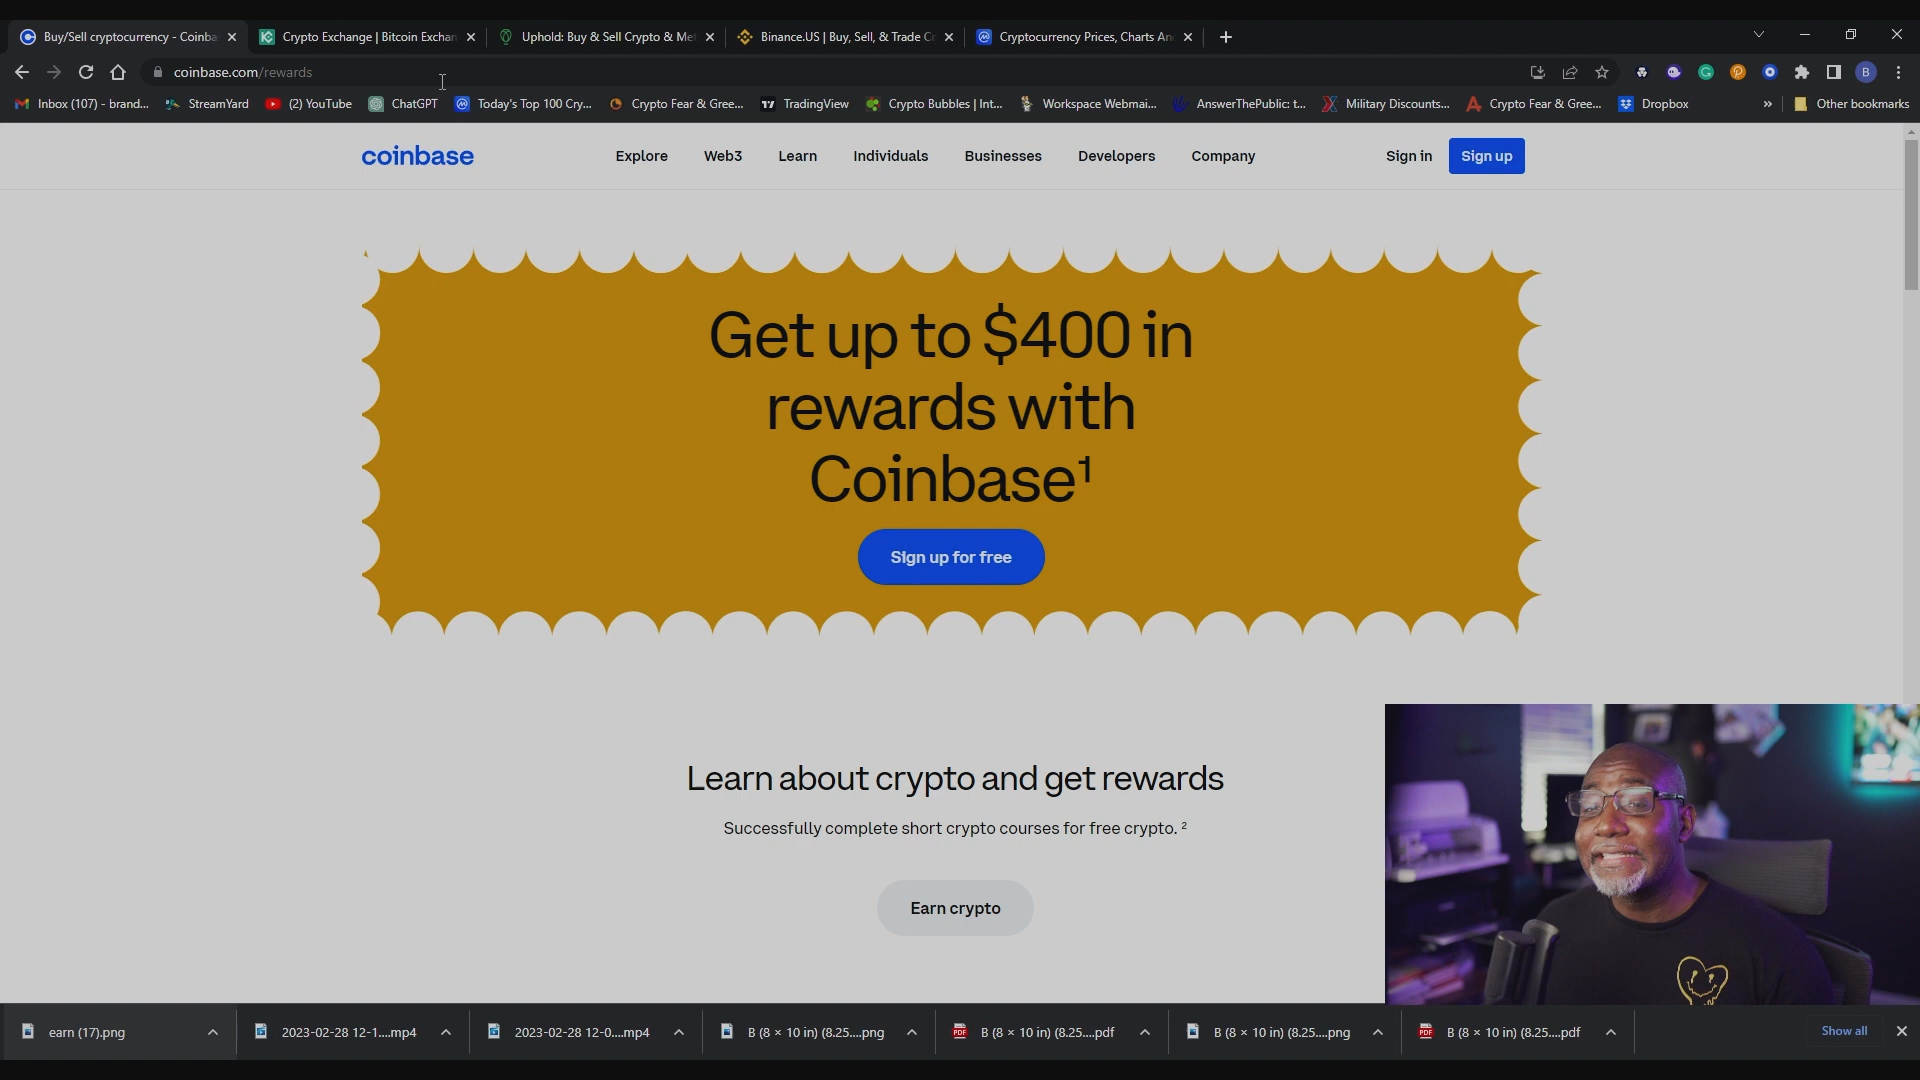 Buy/Sell cryptocurrency - Coinba
Crypto Exchange | Bitcoin Exchan
Uphold: Buy & Sell Crypto & Met
Binance.US | Buy, Sell, & Trade Cr
Cryptocurrency Prices, Charts An
coinbase.com/rewards
B
Inbox (107) - brand...
StreamYard
(2) YouTube
ChatGPT
Today's Top 100 Cry...
Crypto Fear & Gree...
TradingView
Crypto Bubbles | Int...
Workspace Webmai...
AnswerThePublic: t...
Military Discounts...
Crypto Fear & Gree...
Dropbox
»
Other bookmarks
coinbase
Explore
Web3
Learn
Individuals
Businesses
Developers
Company
Sign in
Sign up
Get up to $400 in
rewards with
Coinbase¹
Sign up for free
Learn about crypto and get rewards
Successfully complete short crypto courses for free crypto. ²
Earn crypto
earn (17).png
2023-02-28 12-1....mp4
2023-02-28 12-0....mp4
B (8 × 10 in) (8.25....png
B (8 × 10 in) (8.25....pdf
B (8 × 10 in) (8.25....png
B (8 × 10 in) (8.25....pdf
Show all